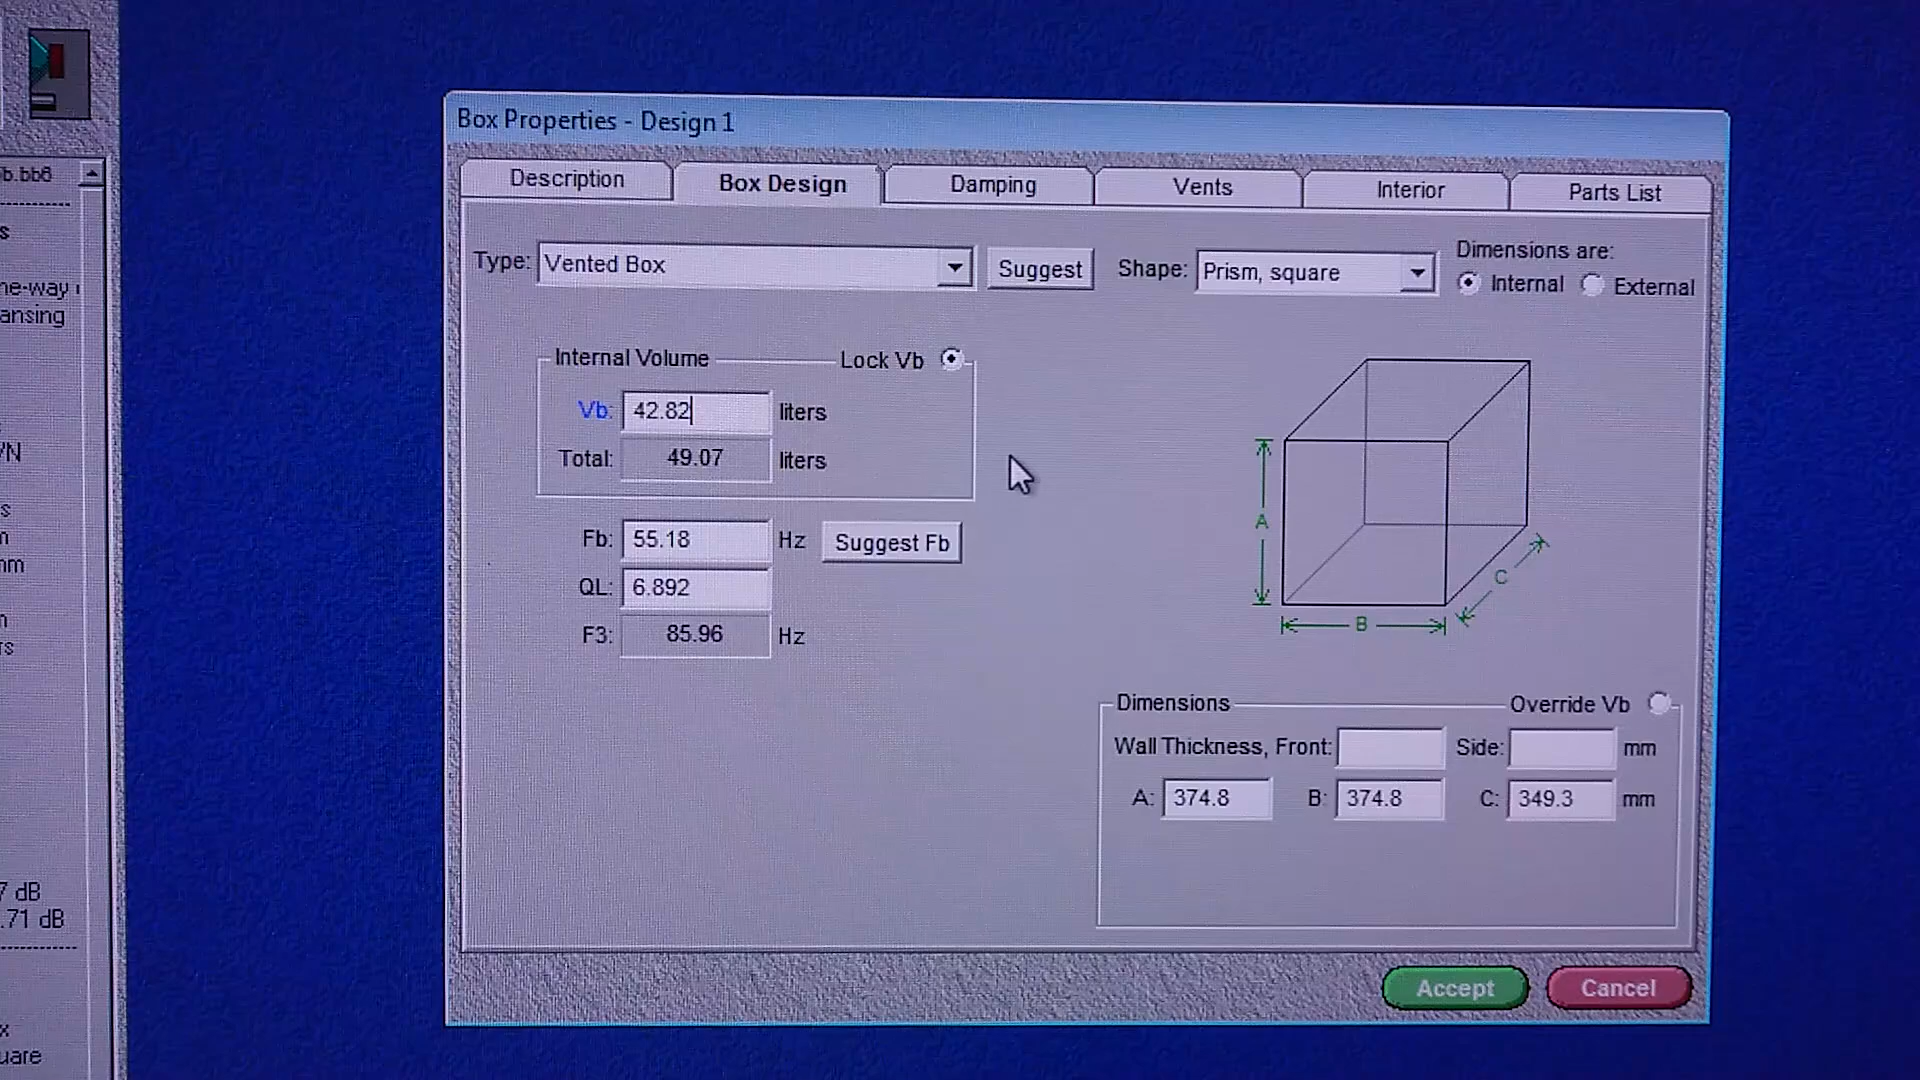 Box Properties - Design 1
Description
Box Design
Damping
Vents
Interior
Parts List
Type: Vented Box
Suggest
Shape: Prism, square
Dimensions are:
Internal
External
Internal Volume
Lock Vb
Vb: 42.82 liters
Total: 49.07 liters
Fb: 55.18 Hz
Suggest Fb
QL: 6.892
F3: 85.96 Hz
A
B
C
Dimensions
Override Vb
Wall Thickness, Front:
Side:
mm
A: 374.8
B: 374.8
C: 349.3
mm
Accept
Cancel
b.bb6
s
ne-way
ansing
s
mm
7 dB
.71 dB
x
uare